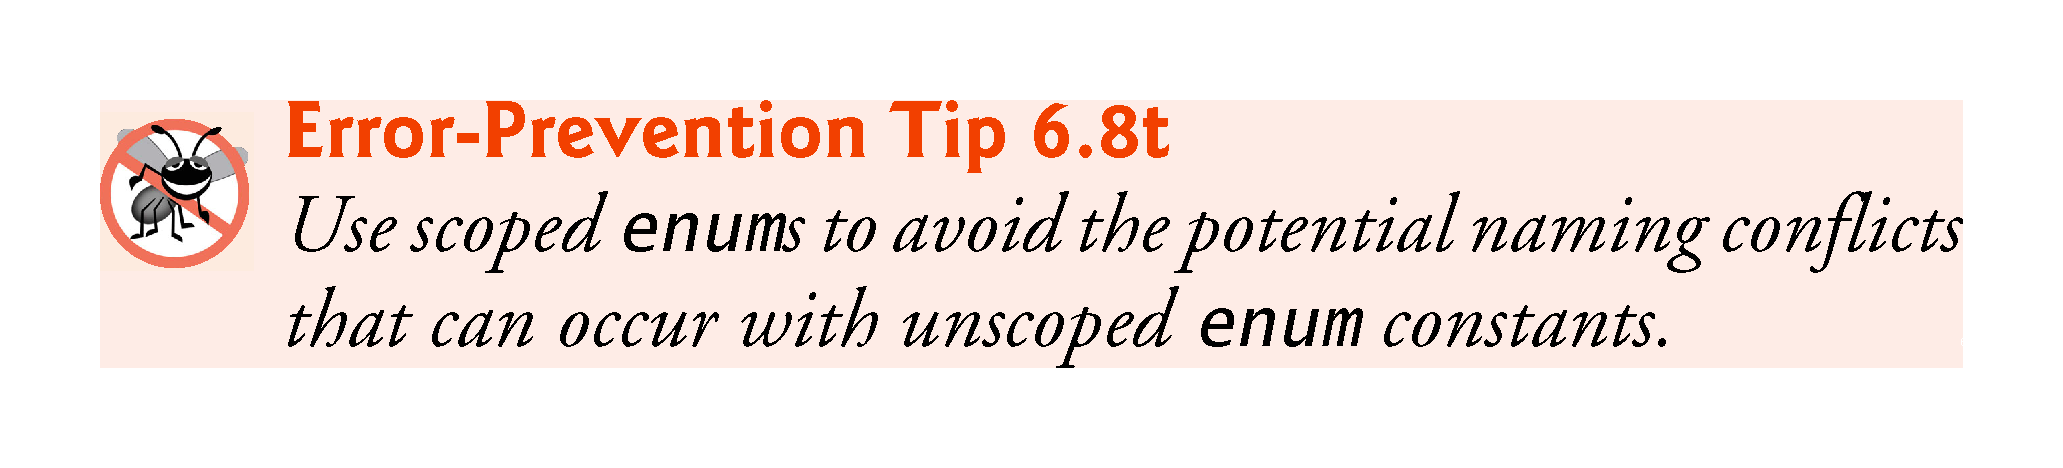 Error-Prevention Tip 6.8t
Use scoped enums to avoid the potential naming conflicts
that can occur with unscoped enum constants.